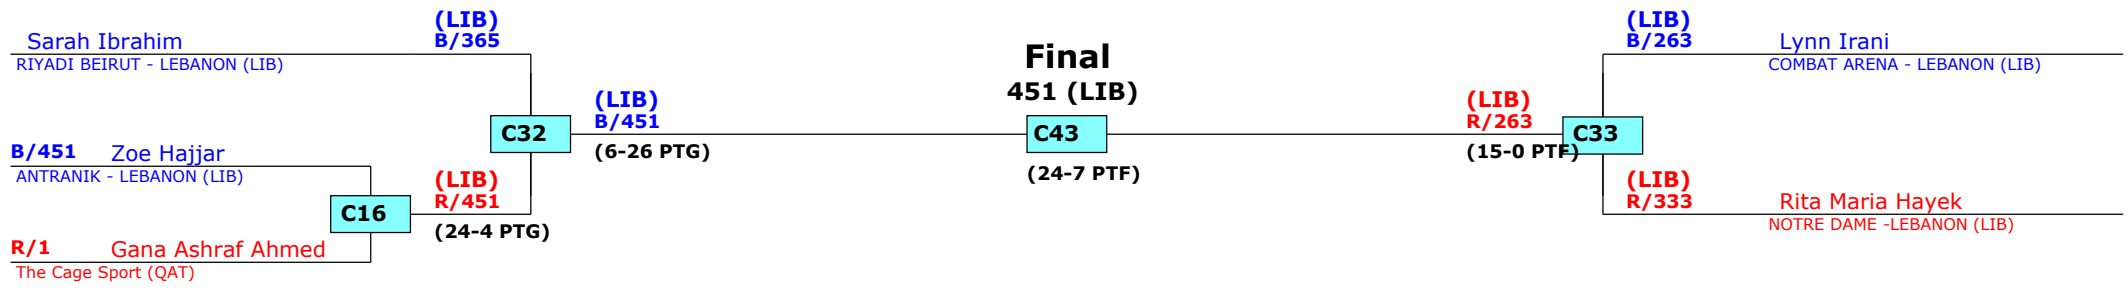 (LIB)
B/365
Sarah Ibrahim
RIYADI BEIRUT - LEBANON (LIB)
B/451 Zoe Hajjar
ANTRANIK - LEBANON (LIB)
R/1 Gana Ashraf Ahmed
The Cage Sport (QAT)
C16
(LIB)
R/451
(24-4 PTG)
C32
(LIB)
B/451
(6-26 PTG)
Final
451 (LIB)
C43
(24-7 PTF)
(LIB)
R/263
(15-0 PTF)
C33
(LIB)
B/263
Lynn Irani
COMBAT ARENA - LEBANON (LIB)
(LIB)
R/333
Rita Maria Hayek
NOTRE DAME -LEBANON (LIB)